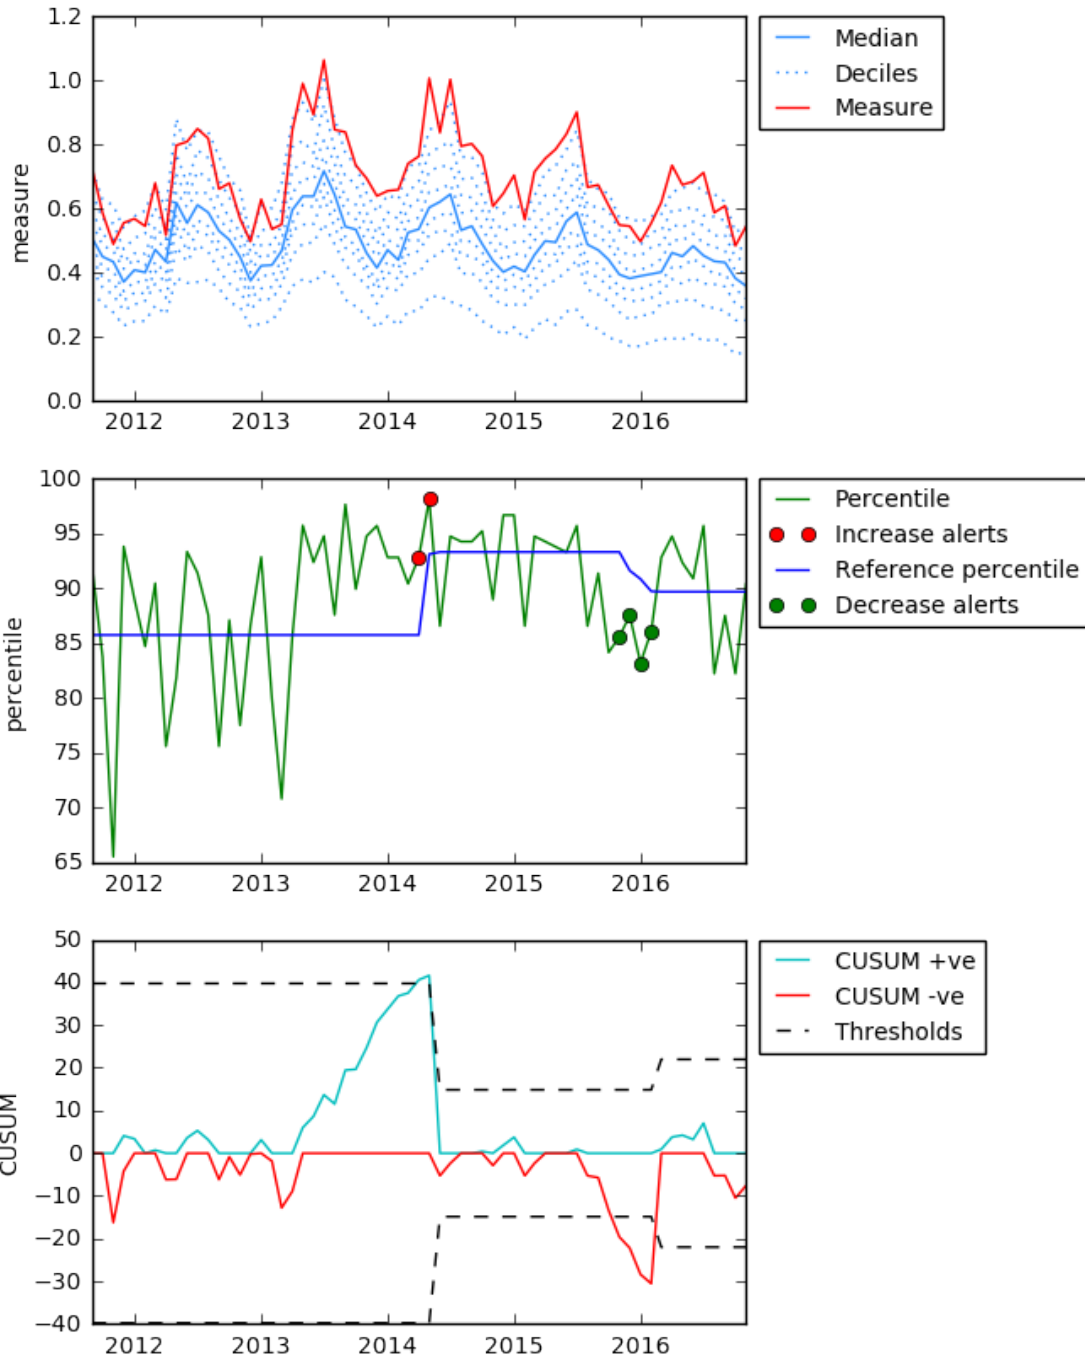 1.2
1.0
0.8
0.6
0.4
0.2
0.0
measure
2012 2013 2014 2015 2016
Median
Deciles
Measure
100
95
90
85
80
75
70
65
percentile
2012 2013 2014 2015 2016
Percentile
Increase alerts
Reference percentile
Decrease alerts
50
40
30
20
10
0
−10
−20
−30
−40
CUSUM
2012 2013 2014 2015 2016
CUSUM +ve
CUSUM -ve
Thresholds